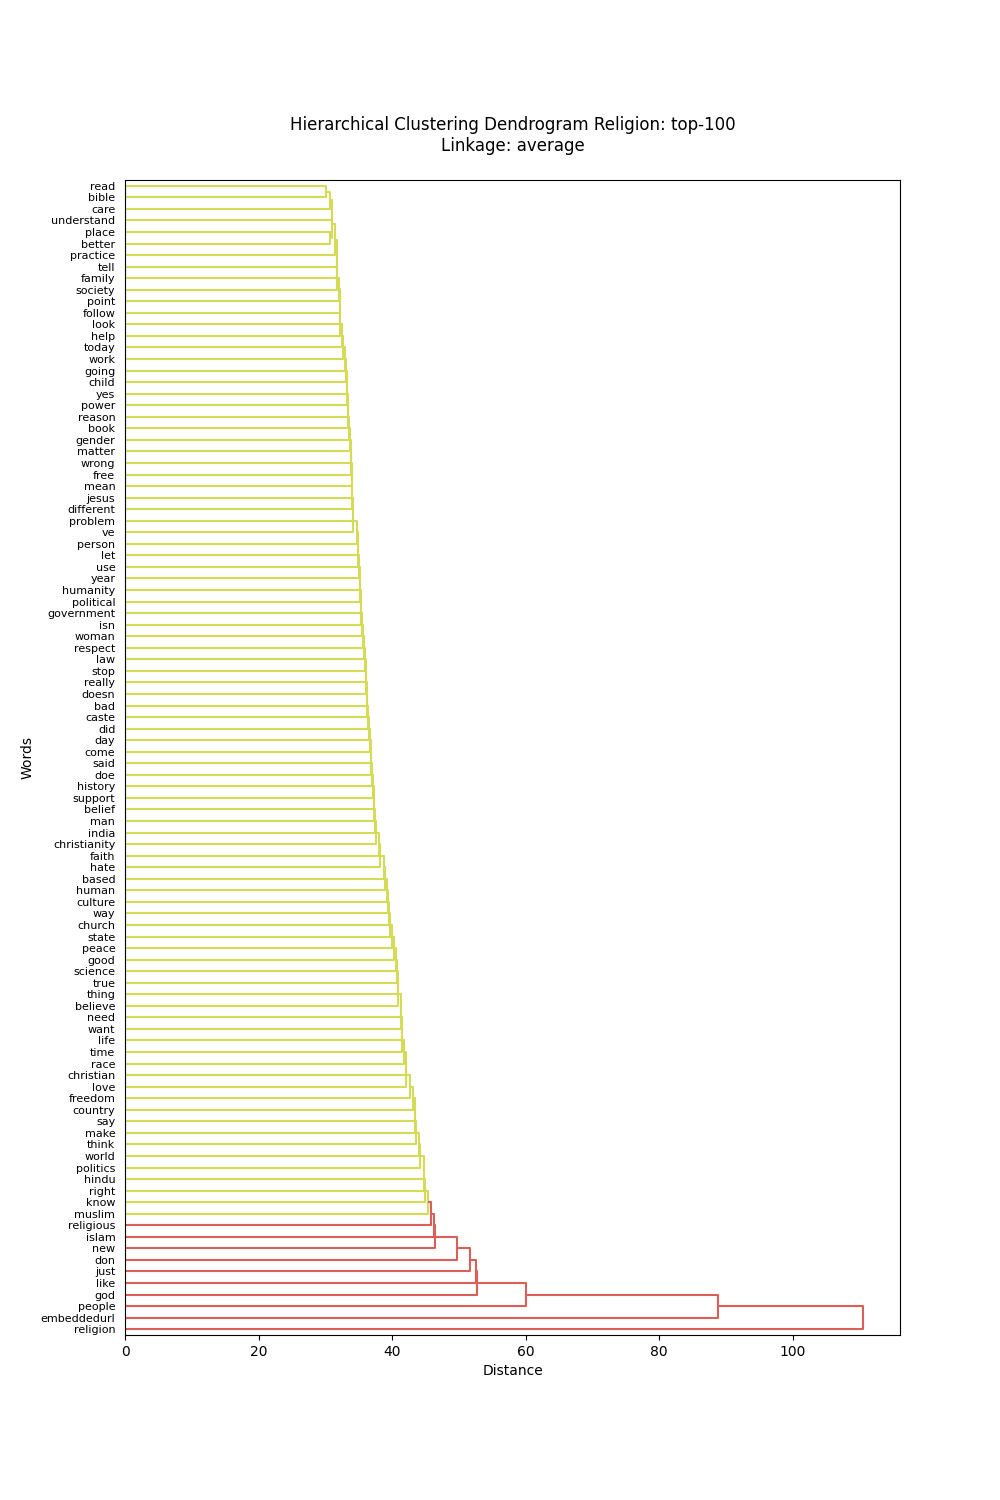 Hierarchical Clustering Dendrogram Religion: top-100
Linkage: average
read
bible
care
understand
place
better
practice
tell
family
society
point
follow
look
help
today
work
going
child
yes
power
reason
book
gender
matter
wrong
free
mean
jesus
different
problem
ve
person
let
use
year
humanity
political
government
isn
woman
respect
law
stop
really
doesn
bad
caste
did
day
come
said
doe
history
support
belief
man
india
christianity
faith
hate
based
human
culture
way
church
state
peace
good
science
true
thing
believe
need
want
life
time
race
christian
love
freedom
country
say
make
think
world
politics
hindu
right
know
muslim
religious
islam
new
don
just
like
god
people
embeddedurl
religion
Words
0 20 40 60 80 100
Distance